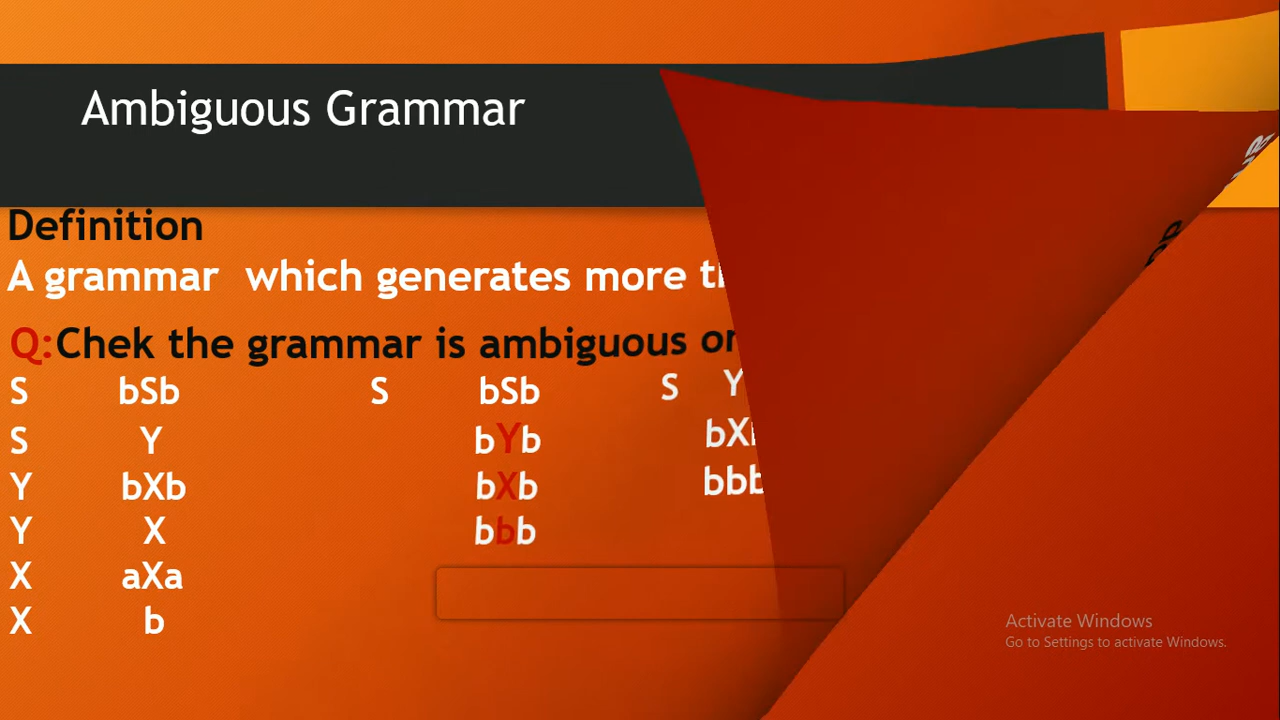 Ambiguous Grammar
Definition
A grammar which generates more
Q:Chek the grammar is ambiguous or
S bSb S bSb S Y
S Y bYb
Y bXb bXb bbb
Y X bbb
X aXa
X b
Activate Windows
Go to Settings to activate Windows.